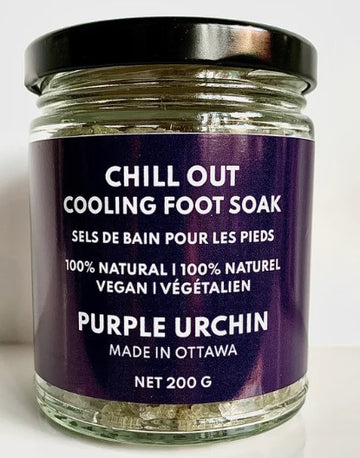 CHILL OUT
COOLING FOOT SOAK
SELS DE BAIN POUR LES PIEDS
100% NATURAL | 100% NATUREL
VEGAN | VÉGÉTALIEN
PURPLE URCHIN
MADE IN OTTAWA
NET 200 G